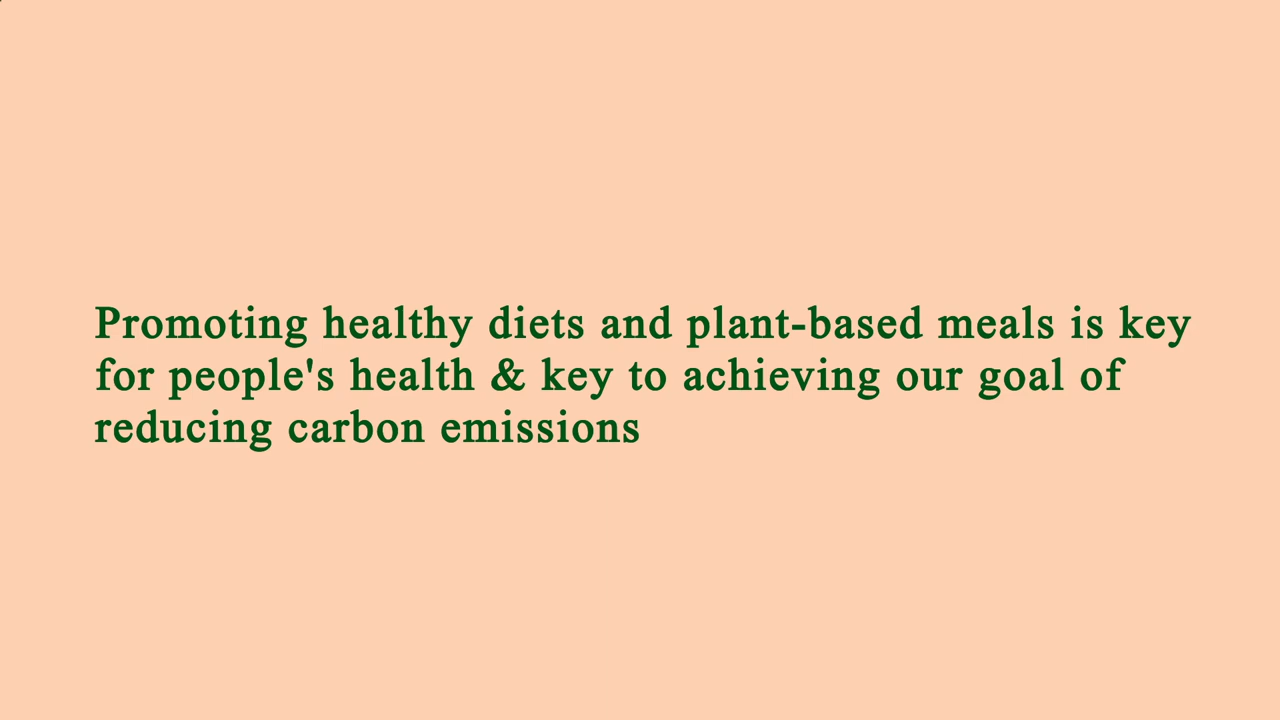 Promoting healthy diets and plant-based meals is key
for people's health & key to achieving our goal of
reducing carbon emissions